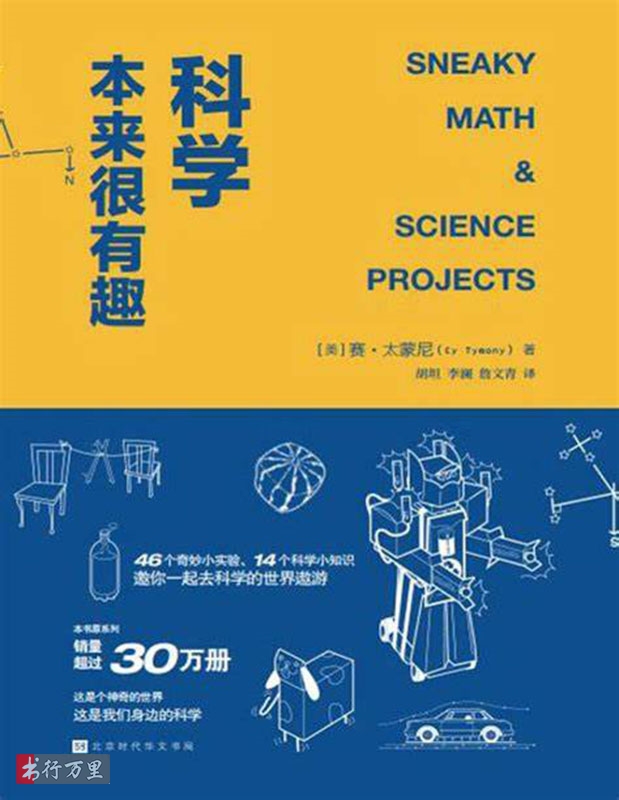 科学
本来很有趣
SNEAKY
MATH
&
SCIENCE
PROJECTS
[美]赛·太蒙尼(Cy Tymony) 著
胡坦 李斓 詹文青 译
N
S
46个奇妙小实验、14个科学小知识
邀你一起去科学的世界遨游
本书原系列
销量
超过 30万册
这是个神奇的世界
这是我们身边的科学
北京时代华文书局
书行万里